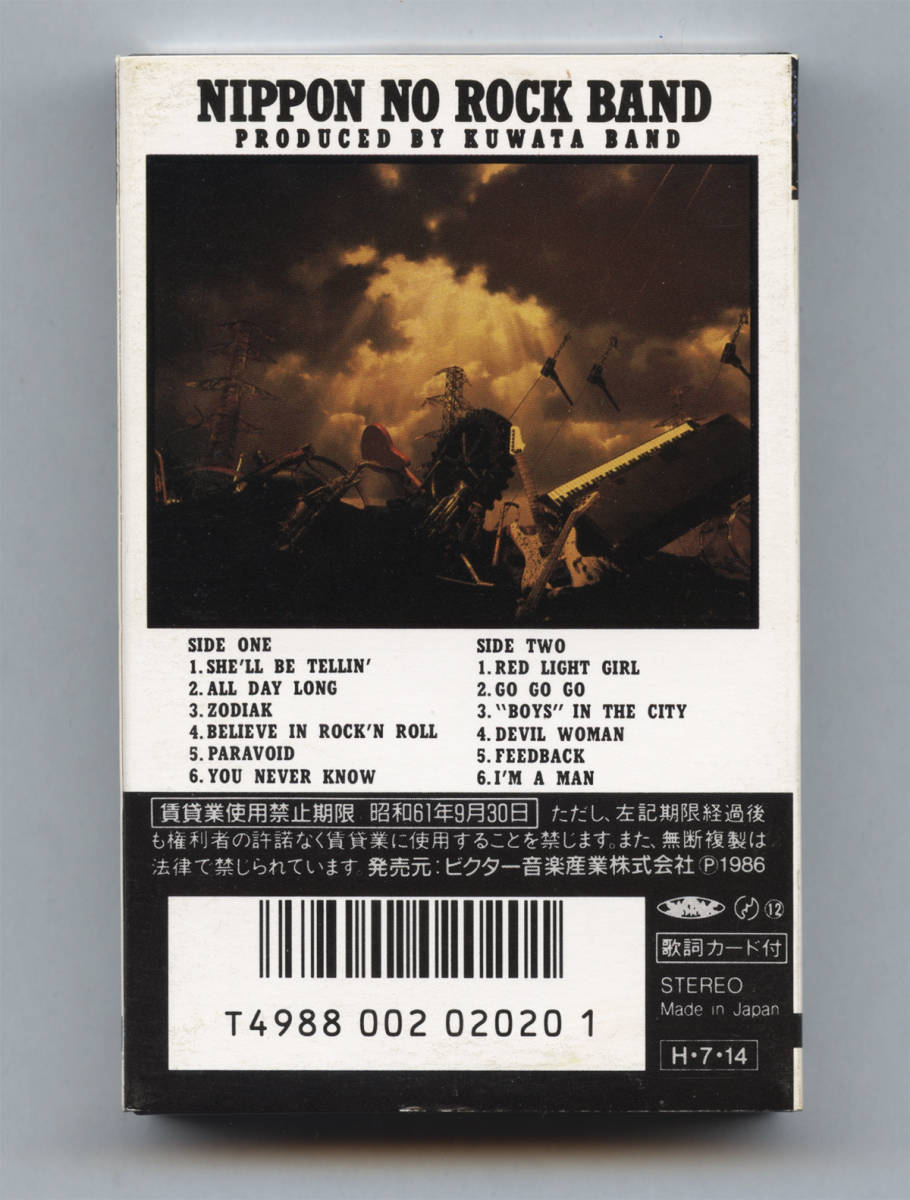 NIPPON NO ROCK BAND
PRODUCED BY KUWATA BAND
SIDE ONE
1. SHE'LL BE TELLIN'
2. ALL DAY LONG
3. ZODIAK
4. BELIEVE IN ROCK'N ROLL
5. PARAVOID
6. YOU NEVER KNOW
SIDE TWO
1. RED LIGHT GIRL
2. GO GO GO
3. "BOYS" IN THE CITY
4. DEVIL WOMAN
5. FEEDBACK
6. I'M A MAN
賃貸業使用禁止期限 昭和61年9月30日 ただし、左記期限経過後
も権利者の許諾なく賃貸業に使用することを禁じます。また、無断複製は
法律で禁じられています。発売元:ビクター音楽産業株式会社 Ⓟ1986
T4988 002 02020 1
⑫
歌詞カード付
STEREO
Made in Japan
H・7・14